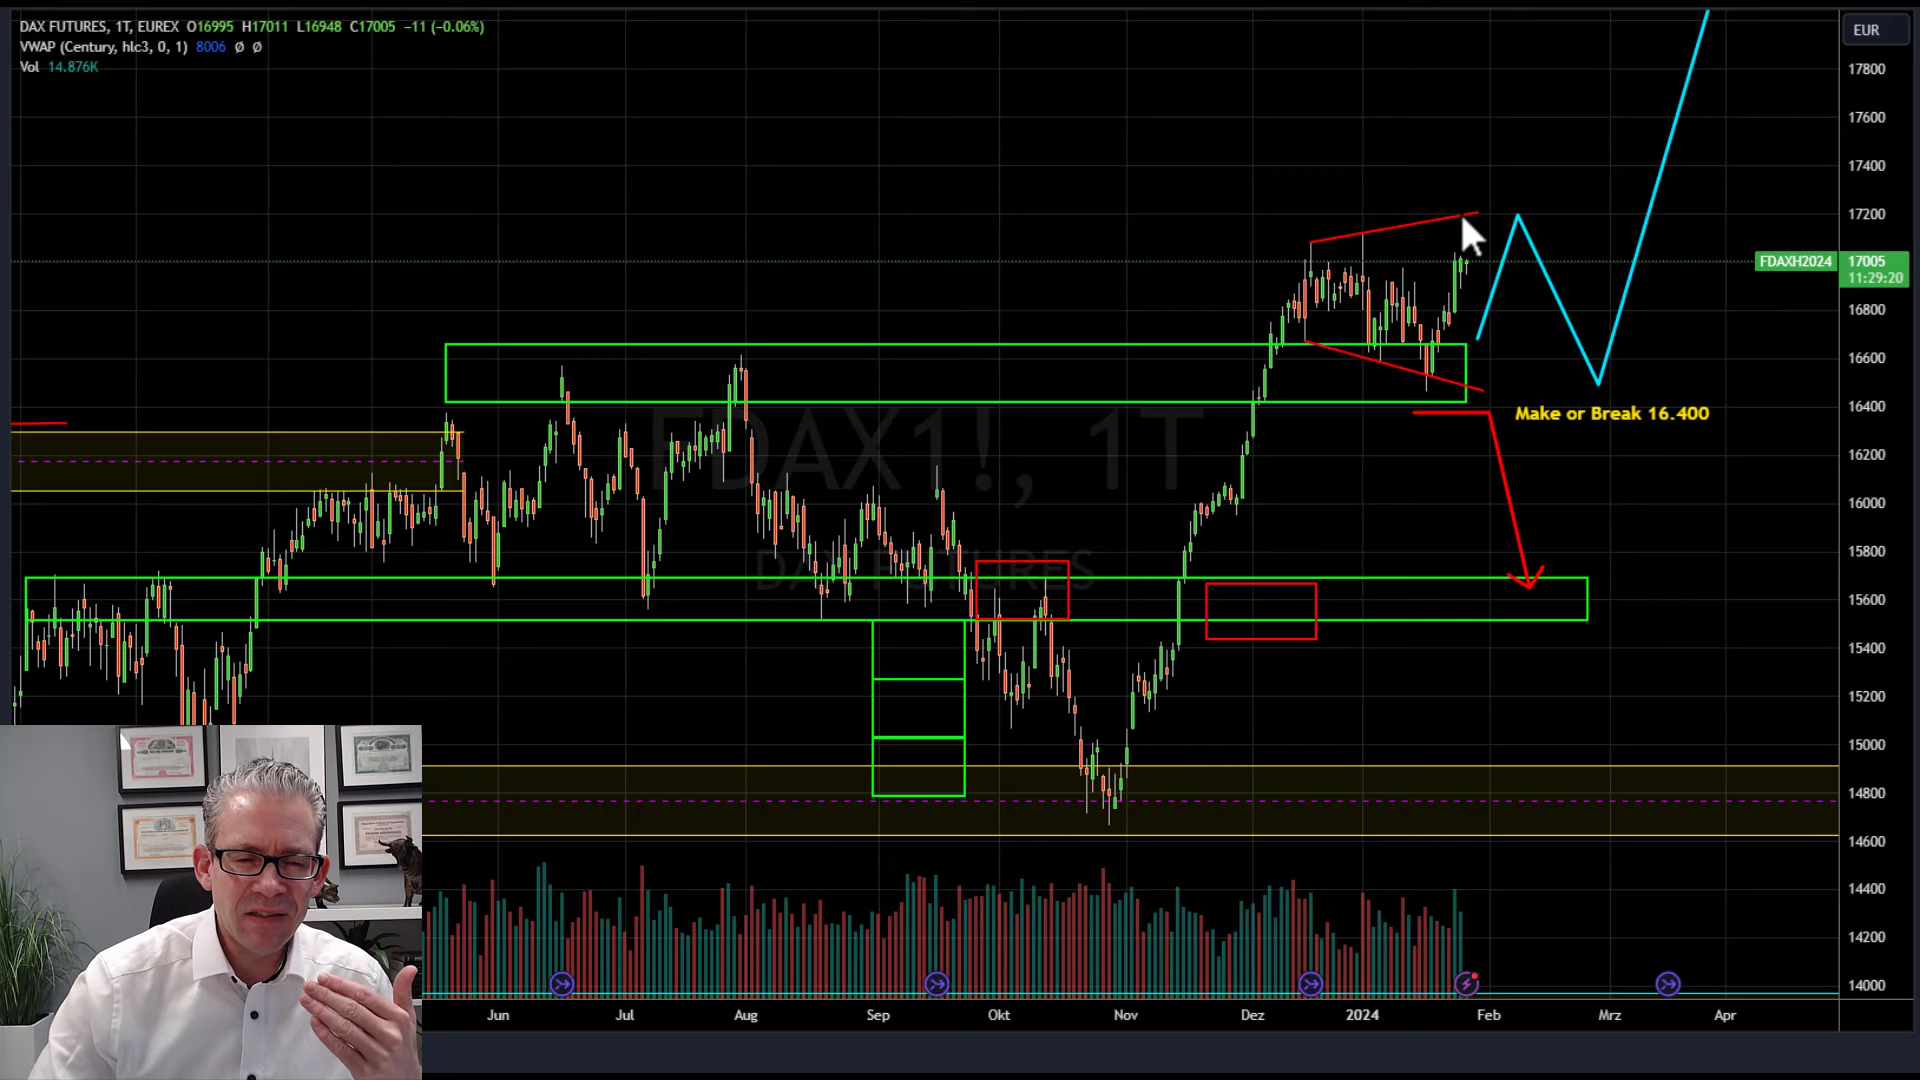 DAX FUTURES, 1T, EUREX O16995 H17011 L16948 C17005 −11 (−0.06%)
VWAP (Century, hlc3, 0, 1) 8006 Ø Ø
Vol 14.876K
EUR
17800
17600
17400
17200
FDAXH2024 17005
11:29:20
16800
16600
16400
Make or Break 16.400
16200
FDAX1!, 1T
16000
15800
DAX FUTURES
15600
15400
15200
15000
14800
14600
14400
14200
14000
Jun Jul Aug Sep Okt Nov Dez 2024 Feb Mrz Apr